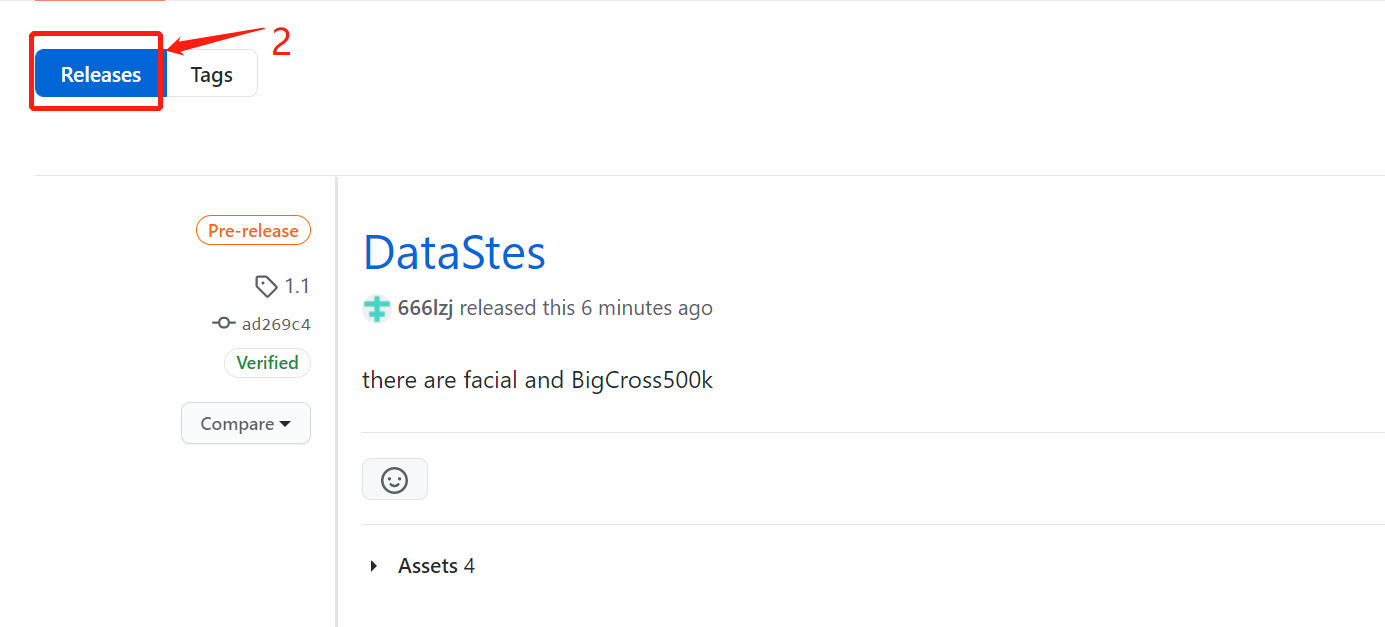 2
Releases Tags
Pre-release
1.1
ad269c4
Verified
Compare
DataStes
666lzj released this 6 minutes ago
there are facial and BigCross500k
Assets 4